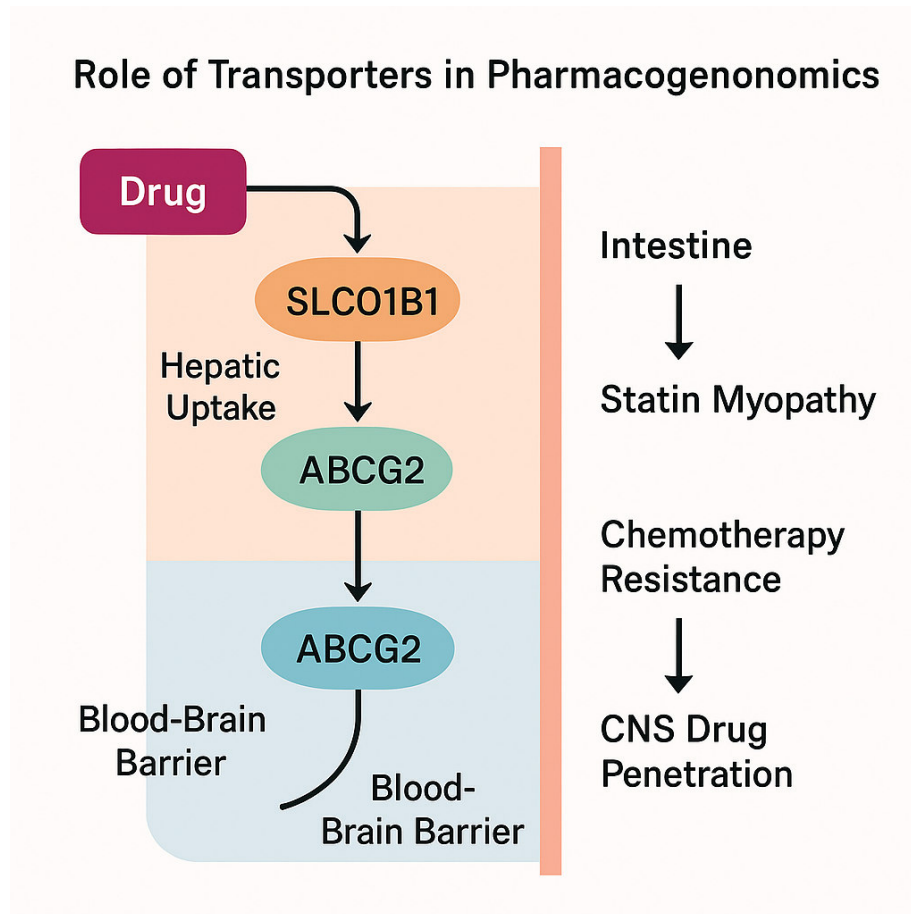 Role of Transporters in Pharmacogenonomics
Drug
SLCO1B1
Hepatic
Uptake
ABCG2
ABCG2
Blood-Brain
Barrier
Blood-
Brain Barrier
Intestine
Statin Myopathy
Chemotherapy
Resistance
CNS Drug
Penetration